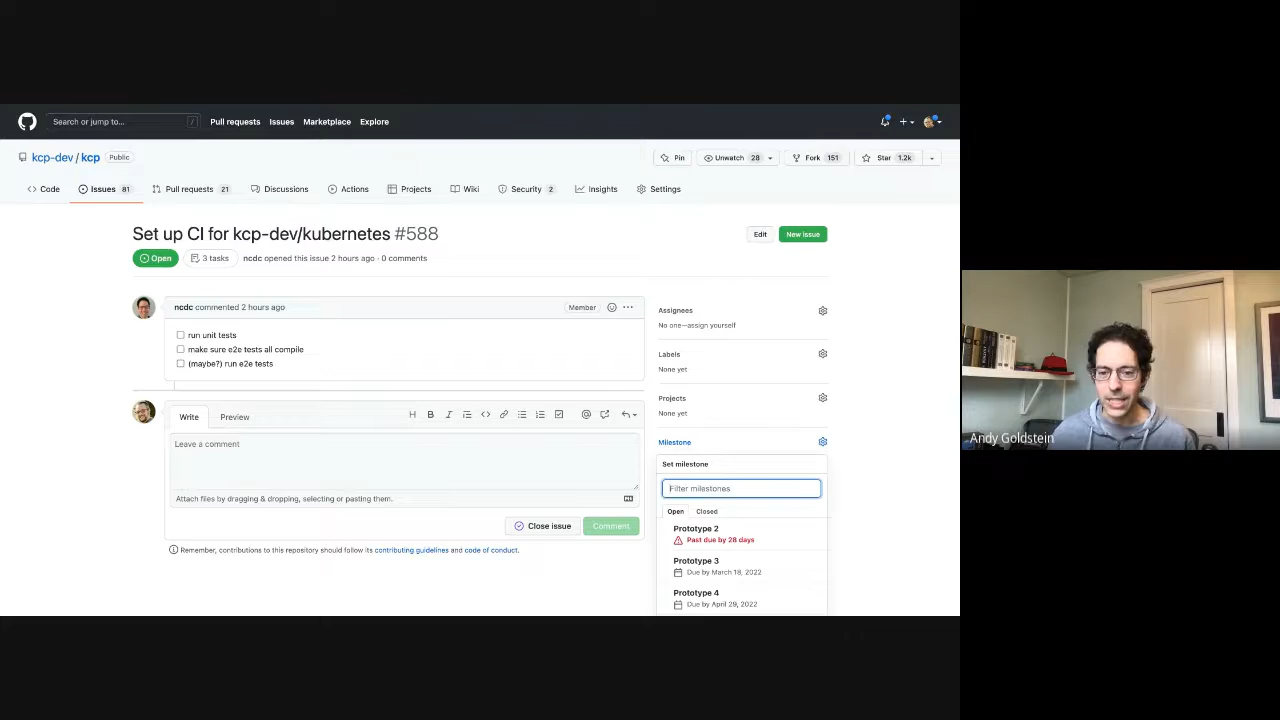 Search or jump to... /
Pull requests Issues Marketplace Explore
kcp-dev / kcp Public
Pin Unwatch 28 Fork 151 Star 1.2k
Code Issues 81 Pull requests 21 Discussions Actions Projects Wiki Security 2 Insights Settings
Set up CI for kcp-dev/kubernetes #588
Edit New issue
Open 3 tasks ncdc opened this issue 2 hours ago · 0 comments
ncdc commented 2 hours ago Member
run unit tests
make sure e2e tests all compile
(maybe?) run e2e tests
Write Preview
Leave a comment
Attach files by dragging & dropping, selecting or pasting them.
Close issue Comment
Remember, contributions to this repository should follow its contributing guidelines and code of conduct.
Assignees
No one—assign yourself
Labels
None yet
Projects
None yet
Milestone
Set milestone
Filter milestones
Open Closed
Prototype 2
Past due by 28 days
Prototype 3
Due by March 18, 2022
Prototype 4
Due by April 29, 2022
Andy Goldstein